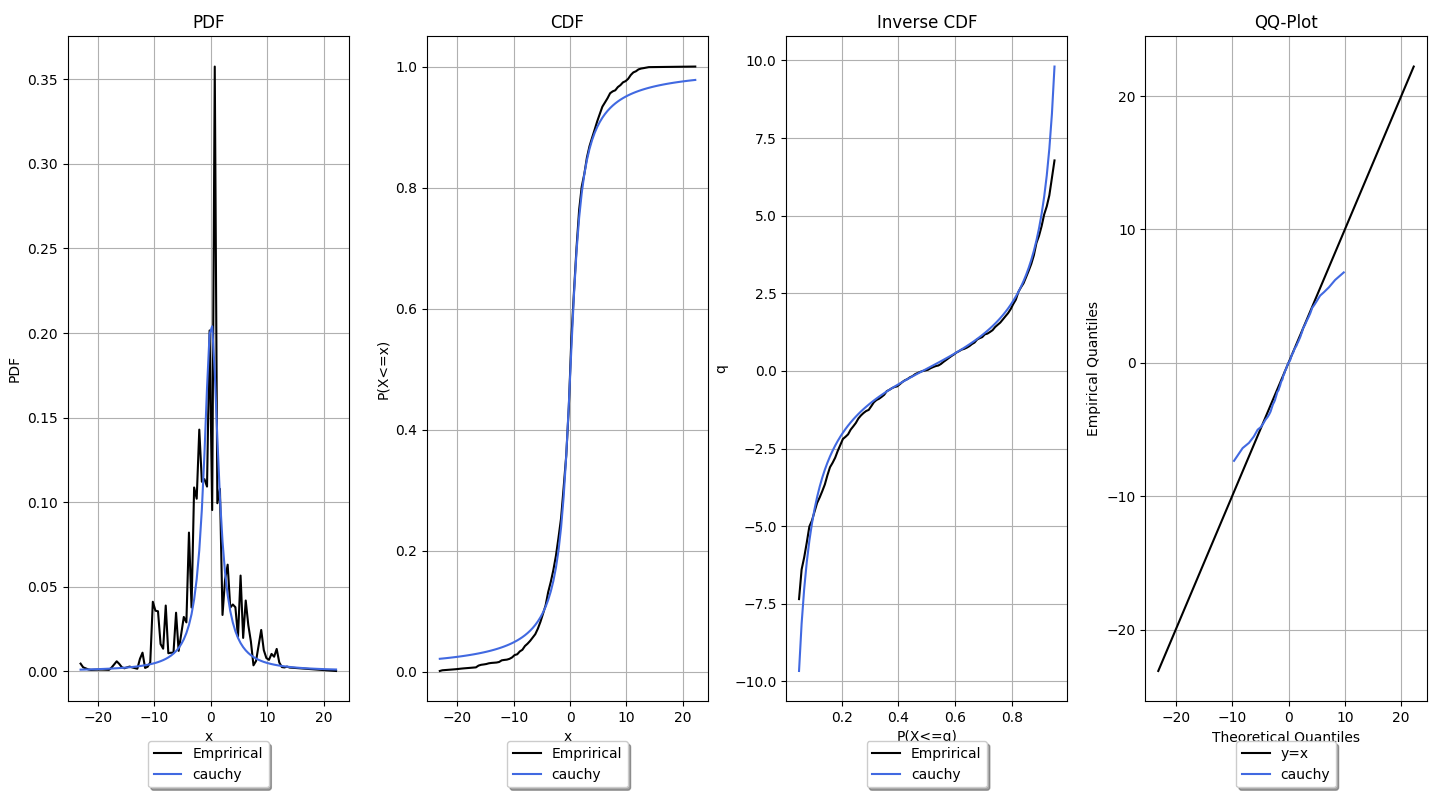 PDF
CDF
Inverse CDF
QQ-Plot
PDF
0.35
0.30
0.25
0.20
0.15
0.10
0.05
0.00
−20
−10
0
10
20
x
Emprirical
cauchy
P(X<=x)
1.0
0.8
0.6
0.4
0.2
0.0
−20
−10
0
10
20
x
Emprirical
cauchy
q
10.0
7.5
5.0
2.5
0.0
−2.5
−5.0
−7.5
−10.0
0.2
0.4
0.6
0.8
P(X<=q)
Emprirical
cauchy
Empirical Quantiles
20
10
0
−10
−20
−20
−10
0
10
20
Theoretical Quantiles
y=x
cauchy